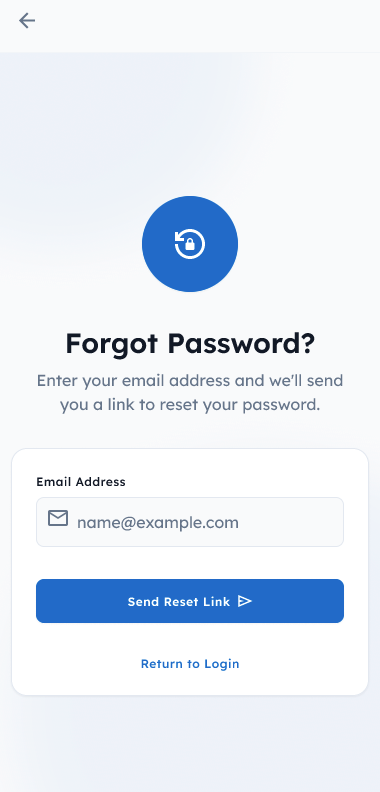 Forgot Password?
Enter your email address and we'll send
you a link to reset your password.
Email Address
name@example.com
Send Reset Link
Return to Login